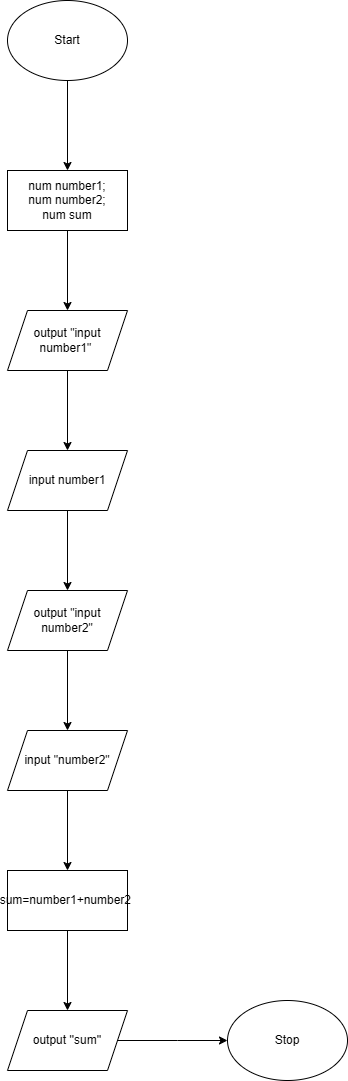 Start
num number1;
num number2;
num sum
output "input
number1"
input number1
output "input
number2"
input "number2"
sum=number1+number2
output "sum"
Stop